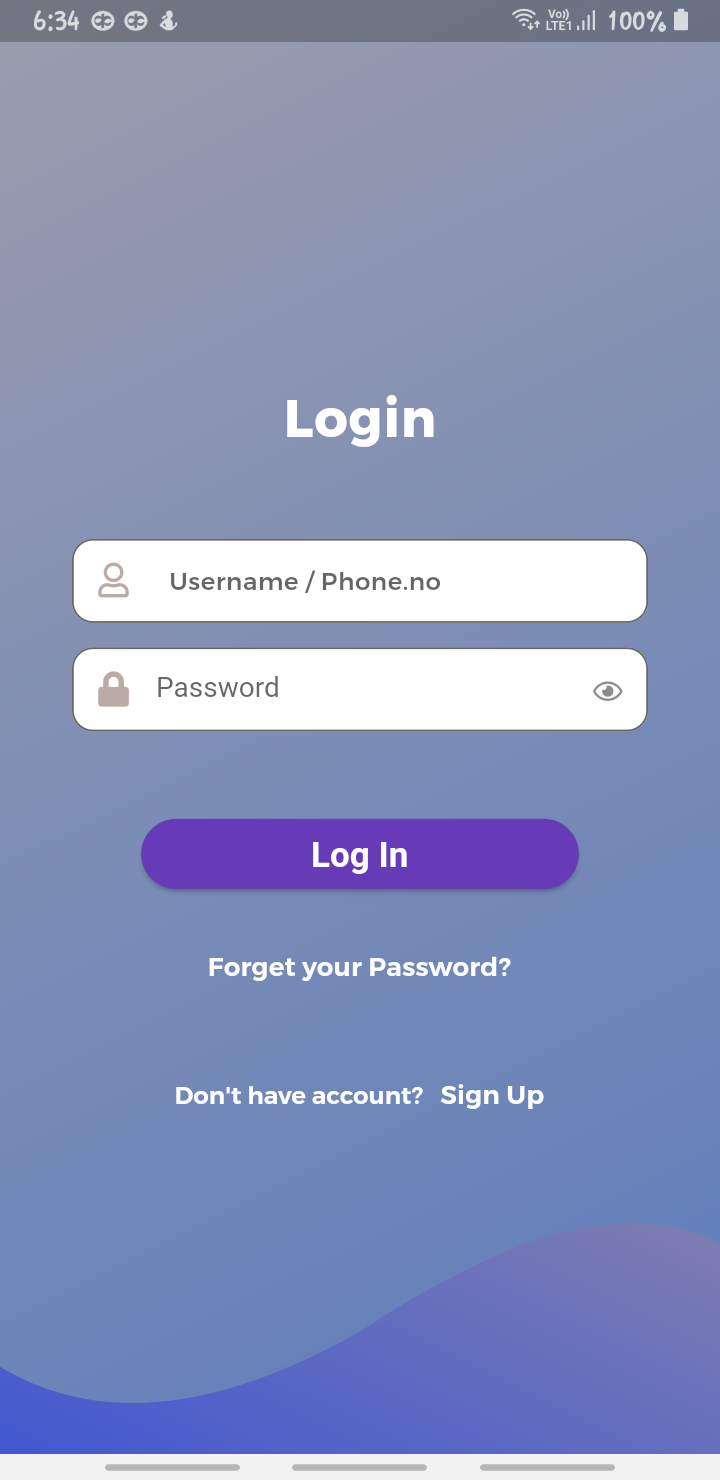 6:34 Vo)) LTE1 100%
Login
Username / Phone.no
Password
Log In
Forget your Password?
Don't have account? Sign Up